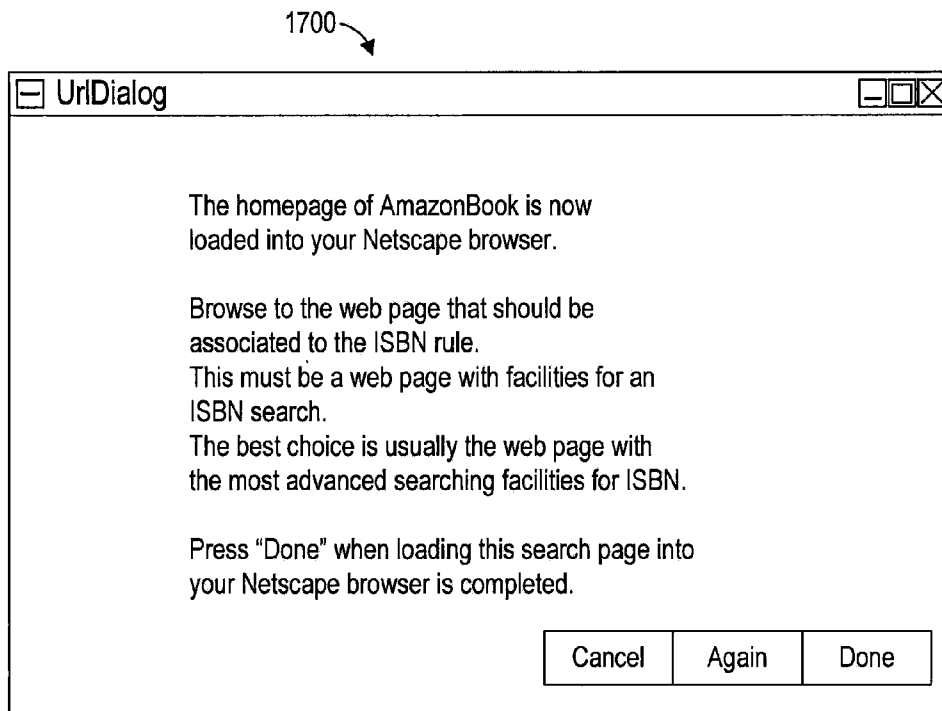 1700
UrlDialog
The homepage of AmazonBook is now
loaded into your Netscape browser.
Browse to the web page that should be
associated to the ISBN rule.
This must be a web page with facilities for an
ISBN search.
The best choice is usually the web page with
the most advanced searching facilities for ISBN.
Press “Done” when loading this search page into
your Netscape browser is completed.
Cancel Again Done